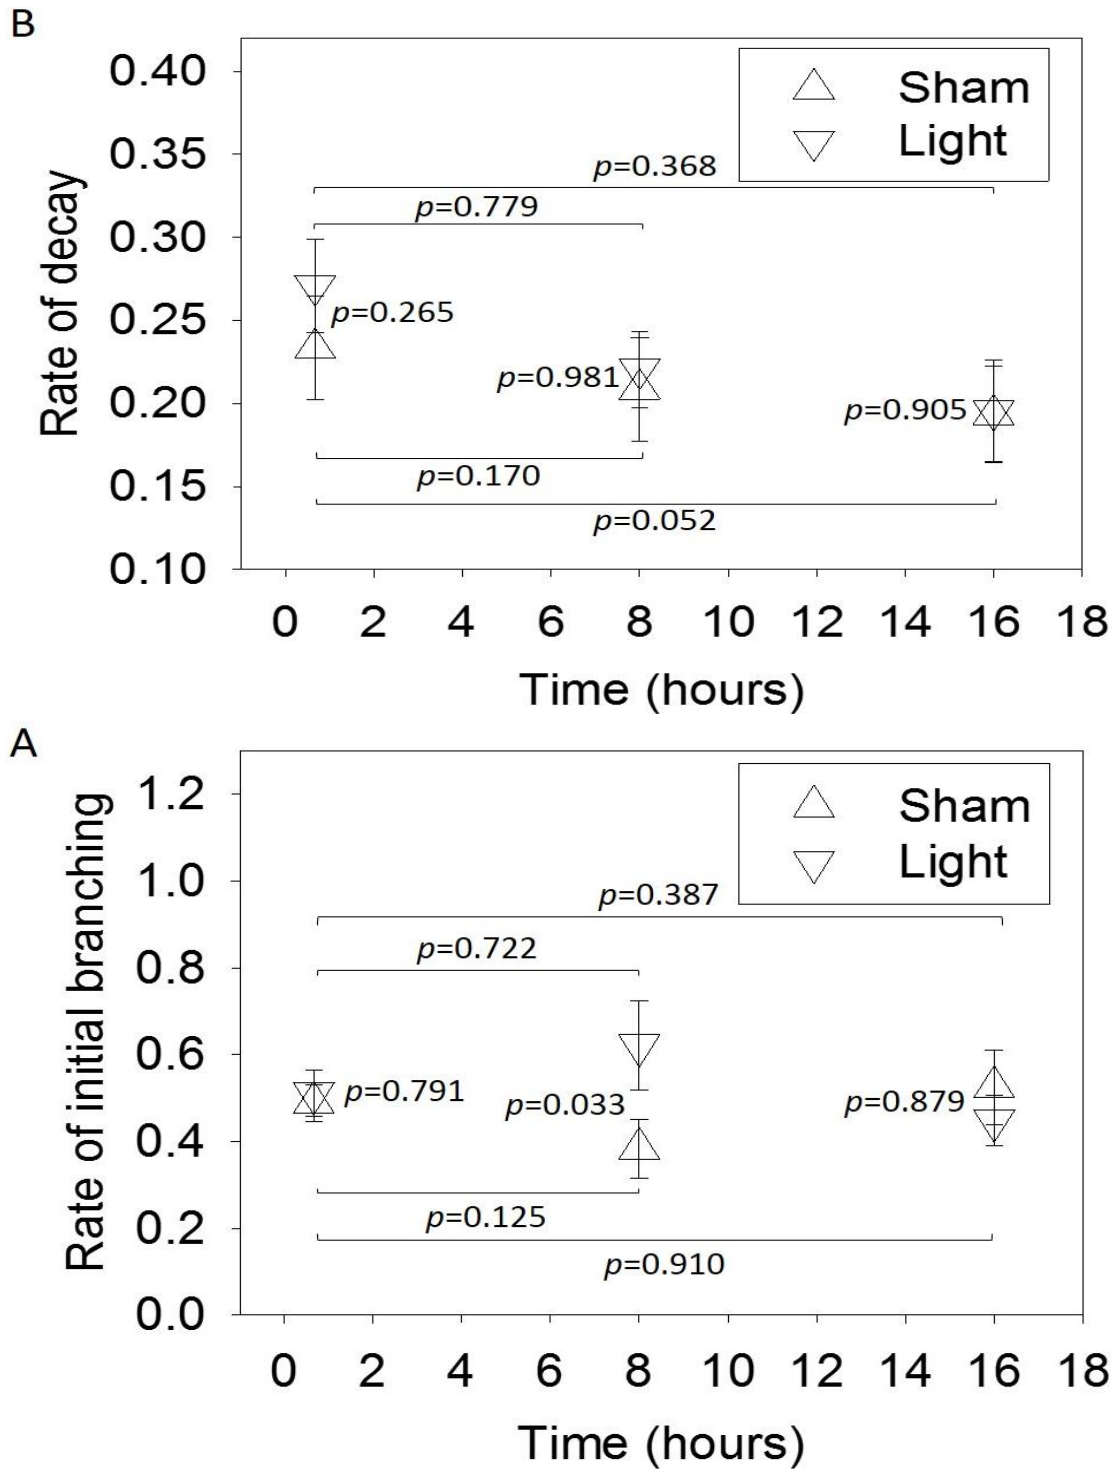 B
Rate of decay
0.40
0.35
0.30
0.25
0.20
0.15
0.10
Sham
Light
p=0.368
p=0.779
p=0.265
p=0.981
p=0.905
p=0.170
p=0.052
0 2 4 6 8 10 12 14 16 18
Time (hours)
A
Rate of initial branching
1.2
1.0
0.8
0.6
0.4
0.2
0.0
Sham
Light
p=0.387
p=0.722
p=0.791
p=0.033
p=0.879
p=0.125
p=0.910
0 2 4 6 8 10 12 14 16 18
Time (hours)